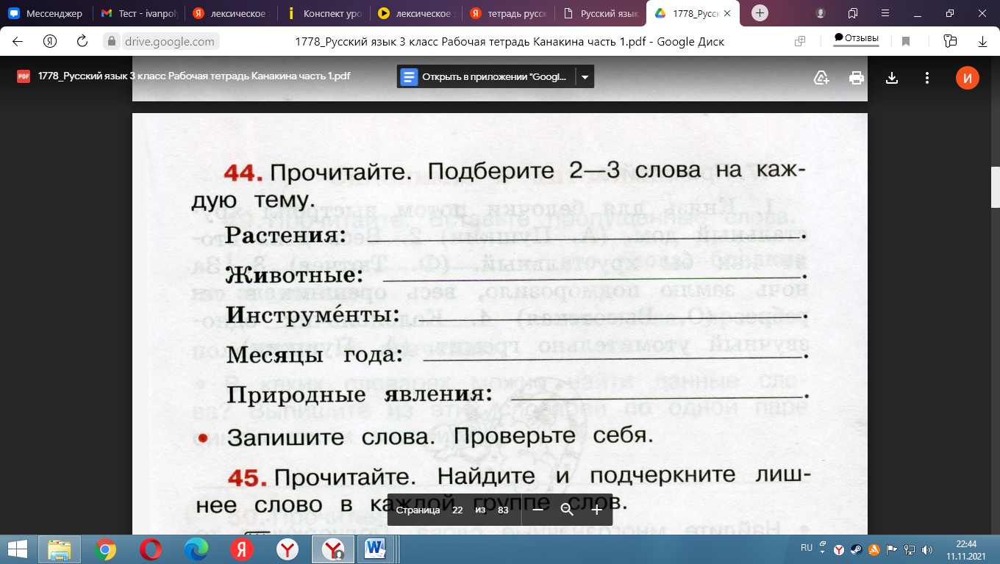 Мессенджер
Тест - ivanpoly
лексическое з
Конспект уро
лексическое з
тетрадь русск
Русский язык
1778_Русск
drive.google.com
1778_Русский язык 3 класс Рабочая тетрадь Канакина часть 1.pdf - Google Диск
Отзывы
PDF
1778_Русский язык 3 класс Рабочая тетрадь Канакина часть 1.pdf
Открыть в приложении "Googl...
И
44. Прочитайте. Подберите 2—3 слова на каж-
дую тему.
Растения: .
Животные: .
Инструме́нты: .
Месяцы года: .
Природные явления: .
• Запишите слова. Проверьте себя.
45. Прочитайте. Найдите и подчеркните лиш-
нее слово в каждой группе слов.
Страница 22 из 83
RU
22:44
11.11.2021